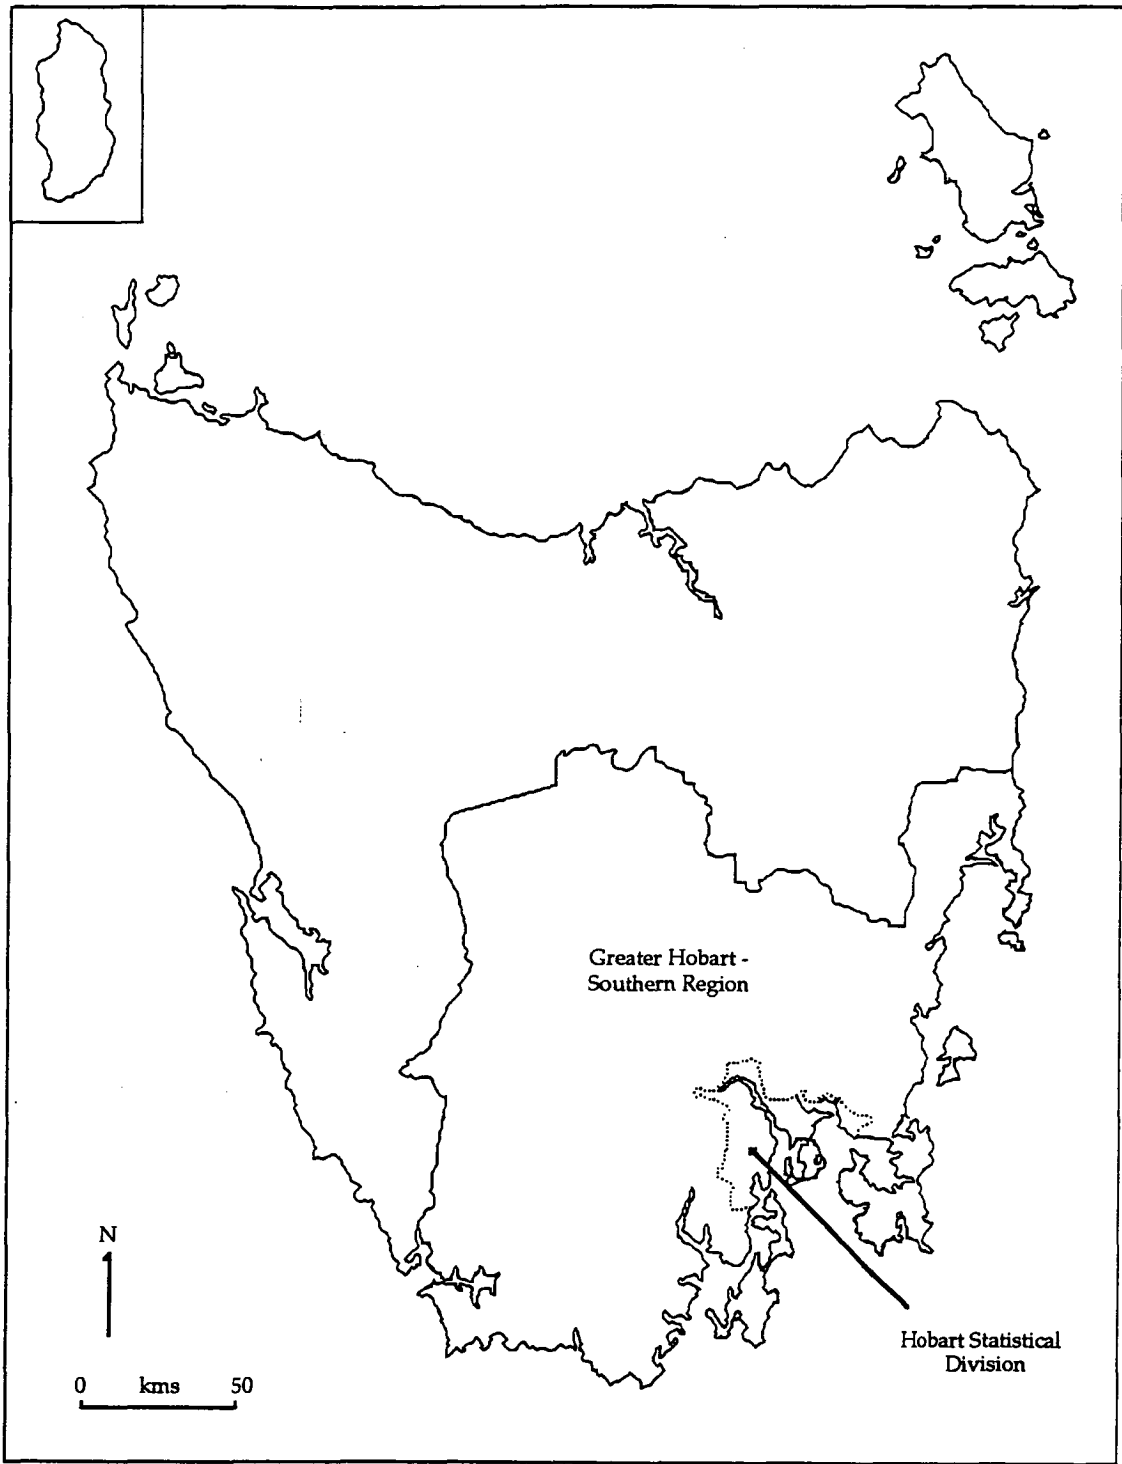 Greater Hobart -
Southern Region
N
0 kms 50
Hobart Statistical
Division